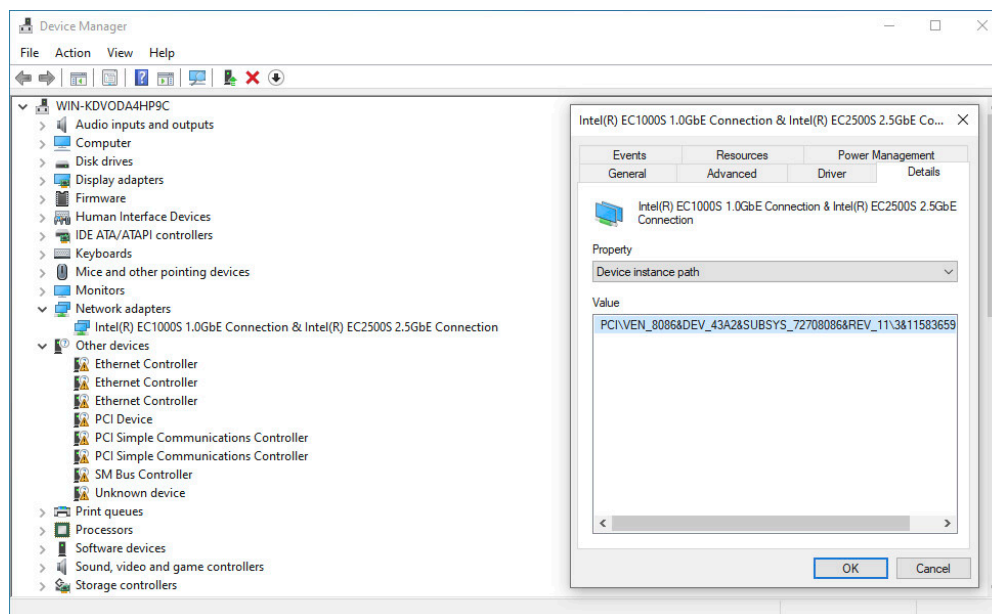 Device Manager
File Action View Help
WIN-KDVODA4HP9C
Audio inputs and outputs
Computer
Disk drives
Display adapters
Firmware
Human Interface Devices
IDE ATA/ATAPI controllers
Keyboards
Mice and other pointing devices
Monitors
Network adapters
Intel(R) EC1000S 1.0GbE Connection & Intel(R) EC2500S 2.5GbE Connection
Other devices
Ethernet Controller
Ethernet Controller
Ethernet Controller
PCI Device
PCI Simple Communications Controller
PCI Simple Communications Controller
SM Bus Controller
Unknown device
Print queues
Processors
Software devices
Sound, video and game controllers
Storage controllers
Intel(R) EC1000S 1.0GbE Connection & Intel(R) EC2500S 2.5GbE Co...
Events Resources Power Management
General Advanced Driver Details
Intel(R) EC1000S 1.0GbE Connection & Intel(R) EC2500S 2.5GbE
Connection
Property
Device instance path
Value
PCI\VEN_8086&DEV_43A2&SUBSYS_72708086&REV_11\3&11583659
OK Cancel